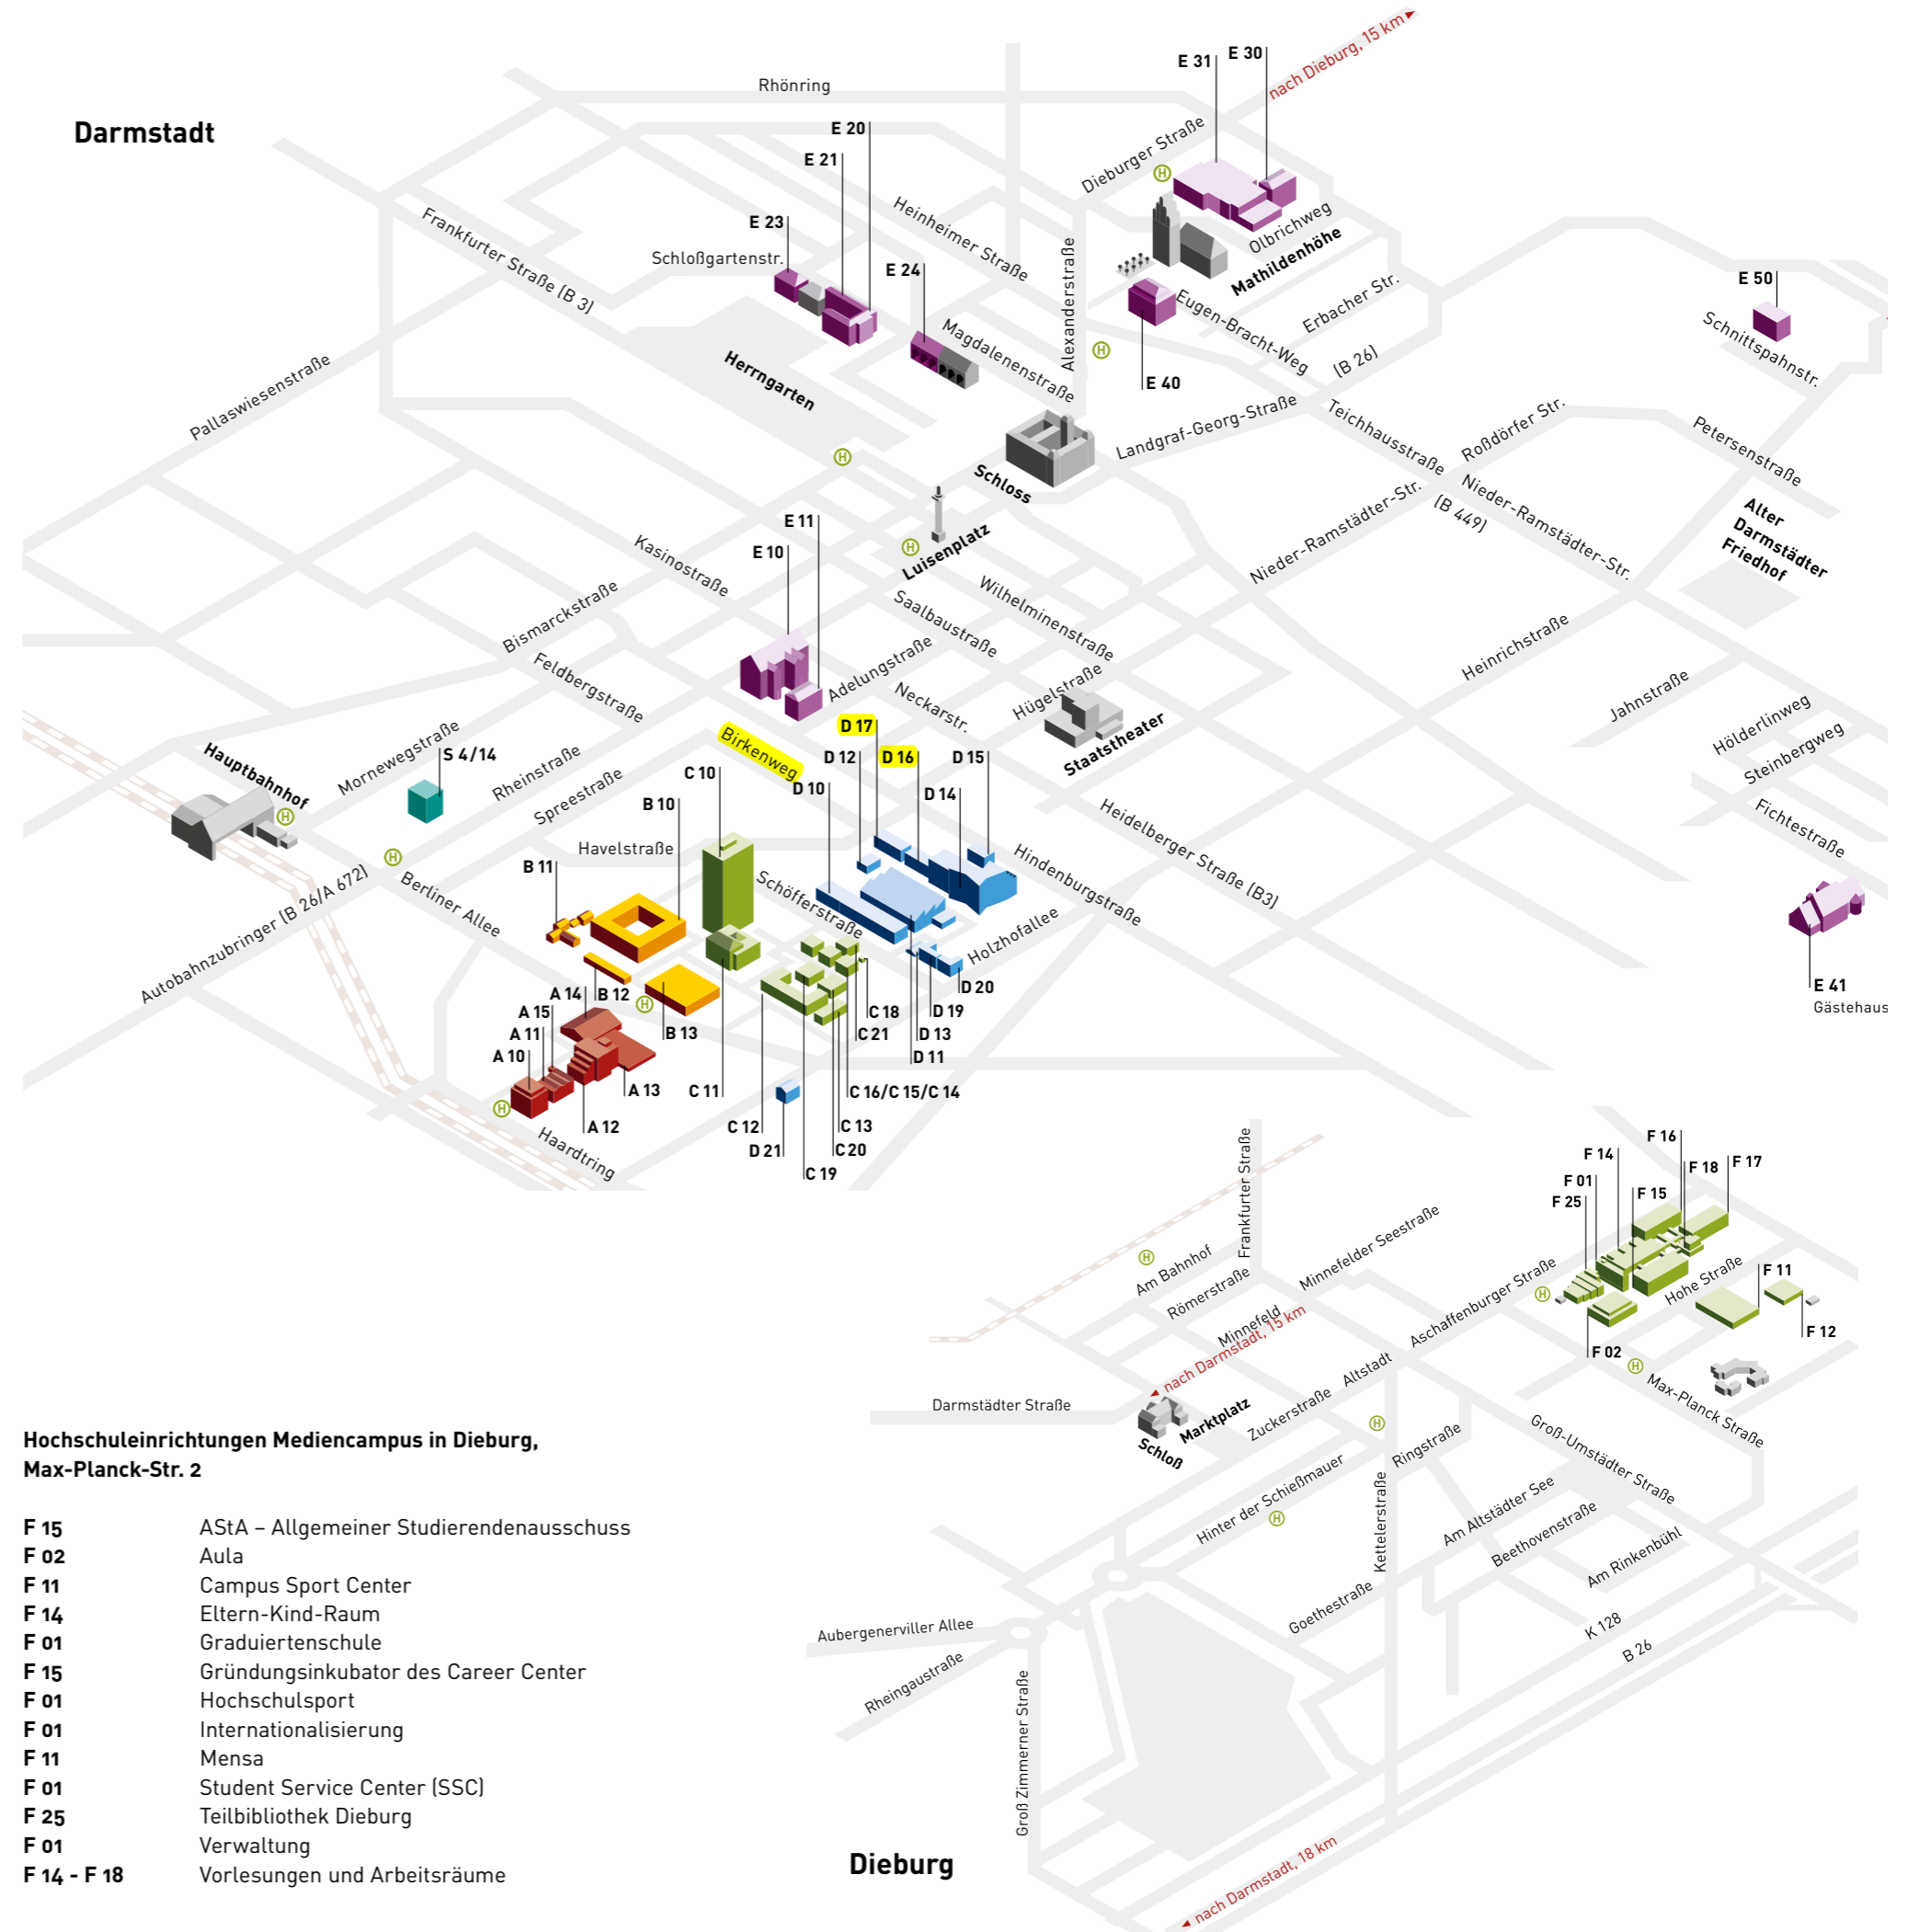 Darmstadt
Rhönring
nach Dieburg, 15 km
E 31
E 30
E 20
E 21
Dieburger Straße
E 23
Heinheimer Straße
Olbrichweg
Mathildenhöhe
Frankfurter Straße (B 3)
Schloßgartenstr.
E 24
Alexanderstraße
H
Eugen-Bracht-Weg
Erbacher Str.
E 50
Schnittspahnstr.
Magdalenenstraße
Herrngarten
H
E 40
(B 26)
Pallaswiesenstraße
Landgraf-Georg-Straße
Teichhausstraße
Roßdörfer Str.
Petersenstraße
H
Schloss
Nieder-Ramstädter-Str.
(B 449)
Nieder-Ramstädter-Str.
Alter
Darmstädter
Friedhof
E 11
E 10
Kasinostraße
H
Luisenplatz
Wilhelminenstraße
Saalbaustraße
Bismarckstraße
Feldbergstraße
Adelungstraße
Neckarstr.
Hügelstraße
Heinrichstraße
Jahnstraße
Staatstheater
Hölderlinweg
Steinbergweg
Fichtestraße
Hauptbahnhof
H
Mornewegstraße
S 4/14
Rheinstraße
Spreestraße
Birkenweg
D 17
D 12
D 16
D 15
C 10
D 10
D 14
B 10
Heidelberger Straße (B3)
Havelstraße
B 11
H
Schöfferstraße
Hindenburgstraße
Autobahnzubringer (B 26/A 672)
Berliner Allee
Holzhofallee
E 41
Gästehaus
A 14
B 12
H
D 20
A 15
C 18
D 19
A 11
B 13
C 21
D 13
A 10
D 11
A 13
C 11
C 16/C 15/C 14
H
A 12
C 12
C 13
Haardtring
D 21
C 20
C 19
F 16
F 14
F 18
F 17
F 01
F 15
F 25
Frankfurter Straße
H
Am Bahnhof
Römerstraße
Minnefelder Seestraße
Minnefeld
Aschaffenburger Straße
H
Hohe Straße
F 11
F 12
F 02
H
nach Darmstadt, 15 km
Altstadt
Max-Planck Straße
Darmstädter Straße
Marktplatz
Schloß
Zuckerstraße
H
Ringstraße
Groß-Umstädter Straße
Hinter der Schießmauer
H
Kettelerstraße
Am Altstädter See
Beethovenstraße
Am Rinkenbühl
Goethestraße
K 128
B 26
Aubergenerviller Allee
Rheingaustraße
Groß Zimmerner Straße
Dieburg
nach Darmstadt, 18 km
Hochschuleinrichtungen Mediencampus in Dieburg,
Max-Planck-Str. 2
F 15 AStA – Allgemeiner Studierendenausschuss
F 02 Aula
F 11 Campus Sport Center
F 14 Eltern-Kind-Raum
F 01 Graduiertenschule
F 15 Gründungsinkubator des Career Center
F 01 Hochschulsport
F 01 Internationalisierung
F 11 Mensa
F 01 Student Service Center (SSC)
F 25 Teilbibliothek Dieburg
F 01 Verwaltung
F 14 - F 18 Vorlesungen und Arbeitsräume
H